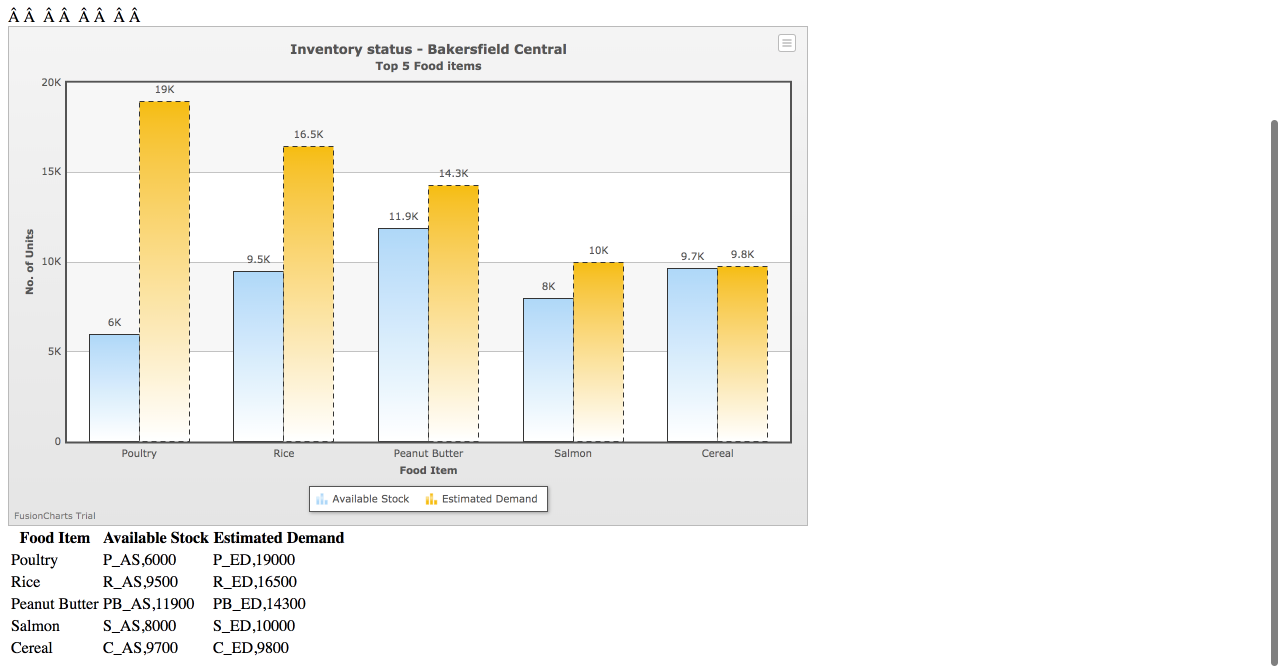 Â Â  Â Â  Â Â  Â Â
Inventory status - Bakersfield Central
Top 5 Food items
20K
15K
10K
5K
0
No. of Units
6K
19K
9.5K
16.5K
11.9K
14.3K
8K
10K
9.7K
9.8K
Poultry Rice Peanut Butter Salmon Cereal
Food Item
Available Stock Estimated Demand
FusionCharts Trial
Food Item Available Stock Estimated Demand
Poultry P_AS,6000 P_ED,19000
Rice R_AS,9500 R_ED,16500
Peanut Butter PB_AS,11900 PB_ED,14300
Salmon S_AS,8000 S_ED,10000
Cereal C_AS,9700 C_ED,9800